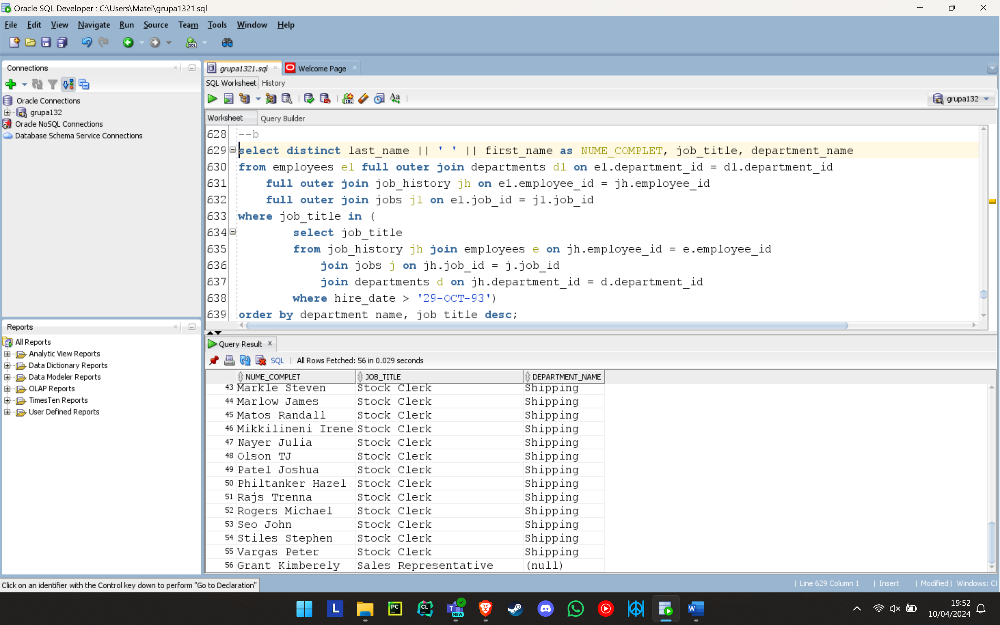 Oracle SQL Developer : C:\Users\Matei\grupa1321.sql
File Edit View Navigate Run Source Team Tools Window Help
Connections
Oracle Connections
grupa132
Oracle NoSQL Connections
Database Schema Service Connections
Reports
All Reports
Analytic View Reports
Data Dictionary Reports
Data Modeler Reports
OLAP Reports
TimesTen Reports
User Defined Reports
grupa1321.sql Welcome Page
SQL Worksheet History
grupa132
Worksheet Query Builder
628 --b
629 select distinct last_name || ' ' || first_name as NUME_COMPLET, job_title, department_name
630 from employees e1 full outer join departments d1 on e1.department_id = d1.department_id
631 full outer join job_history jh on e1.employee_id = jh.employee_id
632 full outer join jobs j1 on e1.job_id = j1.job_id
633 where job_title in (
634 select job_title
635 from job_history jh join employees e on jh.employee_id = e.employee_id
636 join jobs j on jh.job_id = j.job_id
637 join departments d on jh.department_id = d.department_id
638 where hire_date > '29-OCT-93')
639 order by department_name, job_title desc;
Query Result x
SQL | All Rows Fetched: 56 in 0.029 seconds
NUME_COMPLET JOB_TITLE DEPARTMENT_NAME
43 Markle Steven Stock Clerk Shipping
44 Marlow James Stock Clerk Shipping
45 Matos Randall Stock Clerk Shipping
46 Mikkilineni Irene Stock Clerk Shipping
47 Nayer Julia Stock Clerk Shipping
48 Olson TJ Stock Clerk Shipping
49 Patel Joshua Stock Clerk Shipping
50 Philtanker Hazel Stock Clerk Shipping
51 Rajs Trenna Stock Clerk Shipping
52 Rogers Michael Stock Clerk Shipping
53 Seo John Stock Clerk Shipping
54 Stiles Stephen Stock Clerk Shipping
55 Vargas Peter Stock Clerk Shipping
56 Grant Kimberely Sales Representative (null)
Click on an identifier with the Control key down to perform "Go to Declaration"
| Line 629 Column 1 | Insert | Modified | Windows: CI
L PC CL T NEW W
19:52
10/04/2024